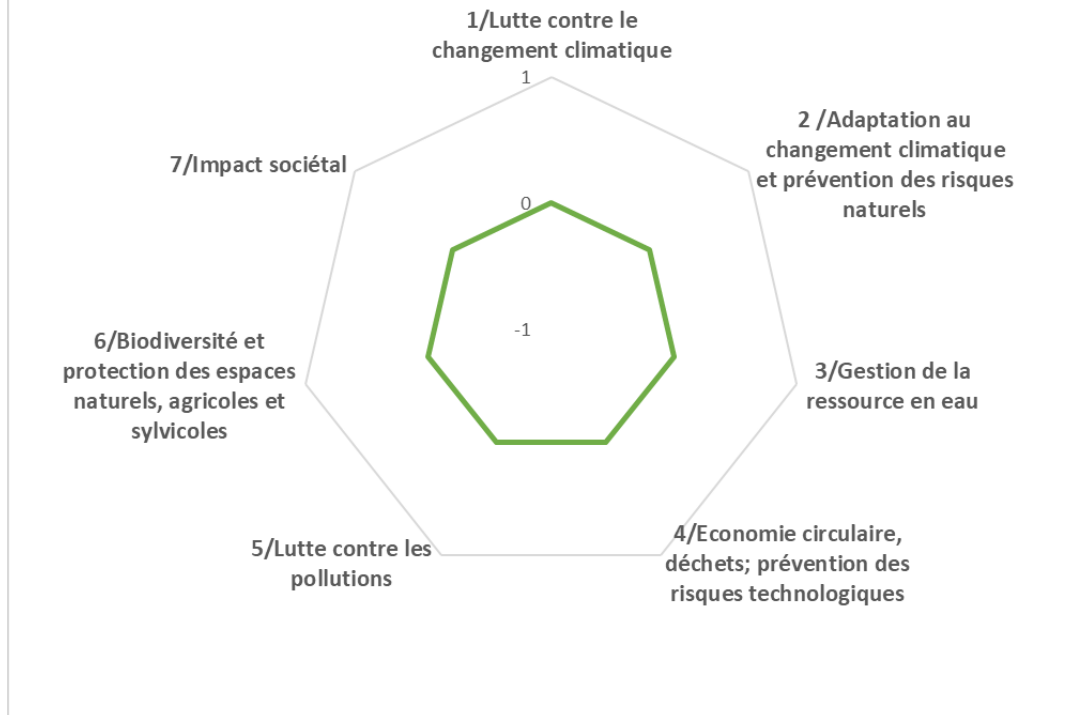 1/Lutte contre le
changement climatique
1
2 /Adaptation au
changement climatique
et prévention des risques
naturels
7/Impact sociétal
0
-1
6/Biodiversité et
protection des espaces
naturels, agricoles et
sylvicoles
3/Gestion de la
ressource en eau
4/Economie circulaire,
déchets; prévention des
risques technologiques
5/Lutte contre les
pollutions